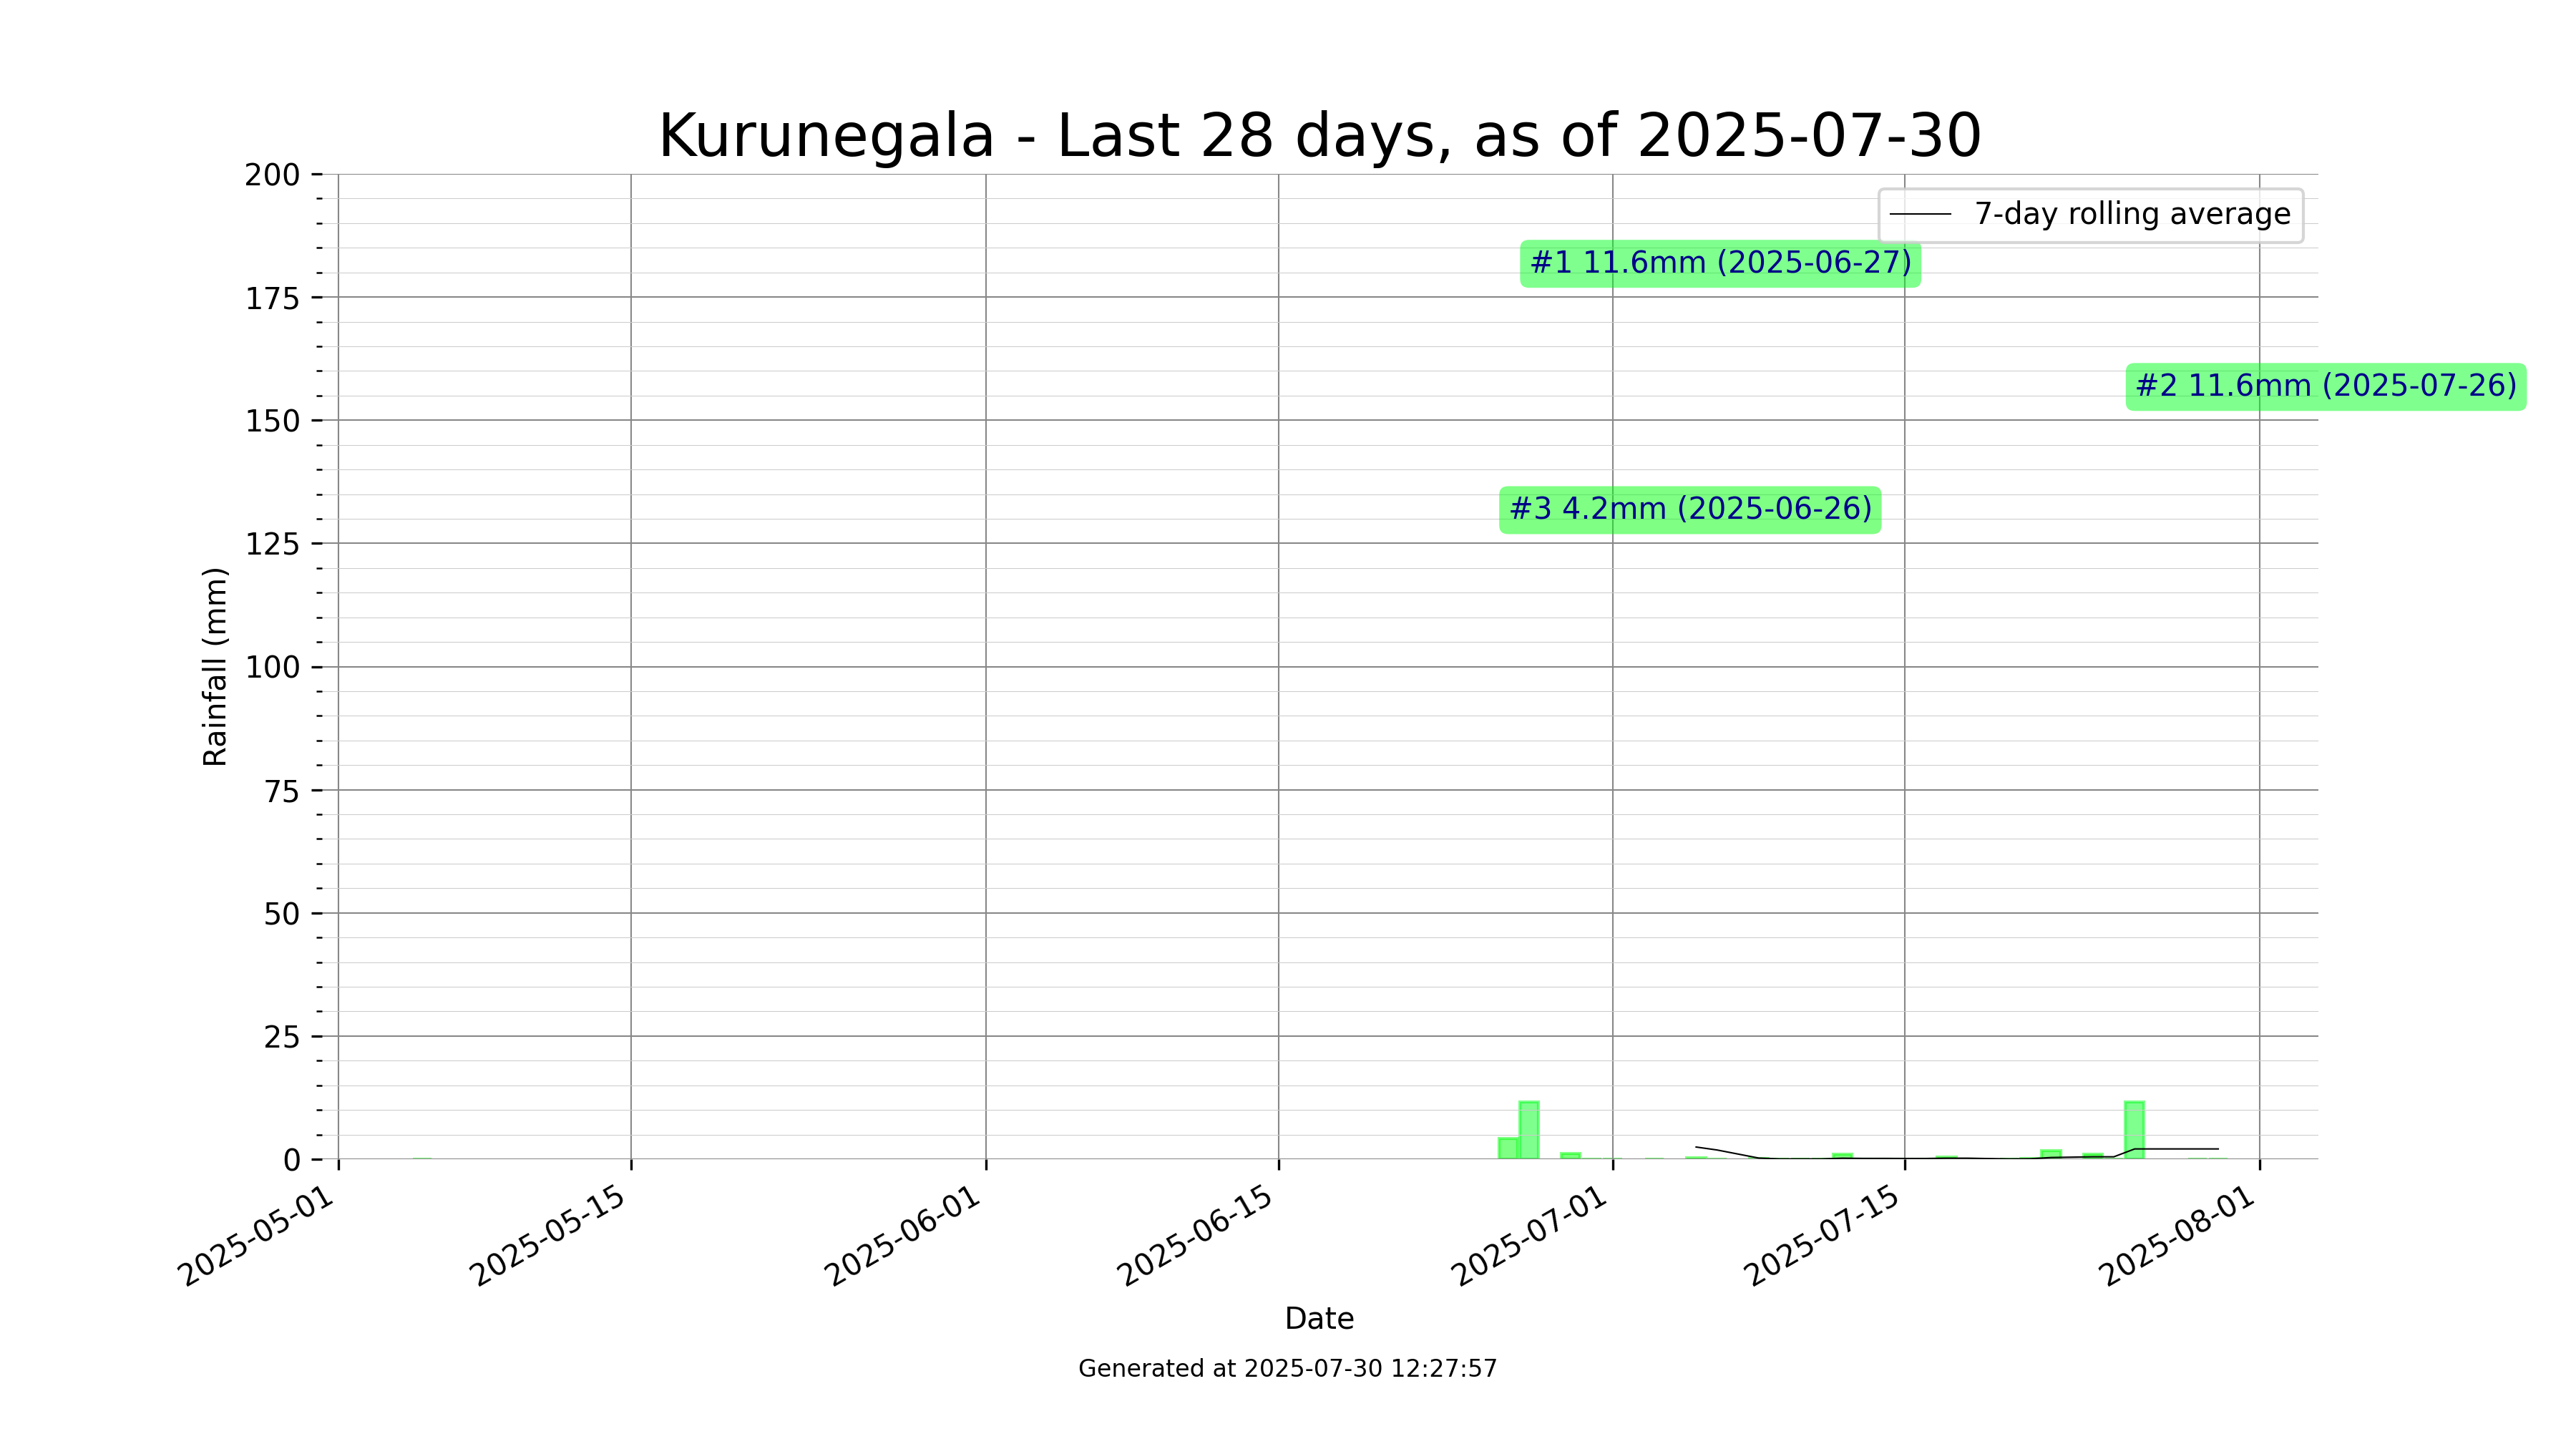 Kurunegala - Last 28 days, as of 2025-07-30
7-day rolling average
#1 11.6mm (2025-06-27)
#2 11.6mm (2025-07-26)
#3 4.2mm (2025-06-26)
Rainfall (mm)
200
175
150
125
100
75
50
25
0
2025-05-01
2025-05-15
2025-06-01
2025-06-15
2025-07-01
2025-07-15
2025-08-01
Date
Generated at 2025-07-30 12:27:57